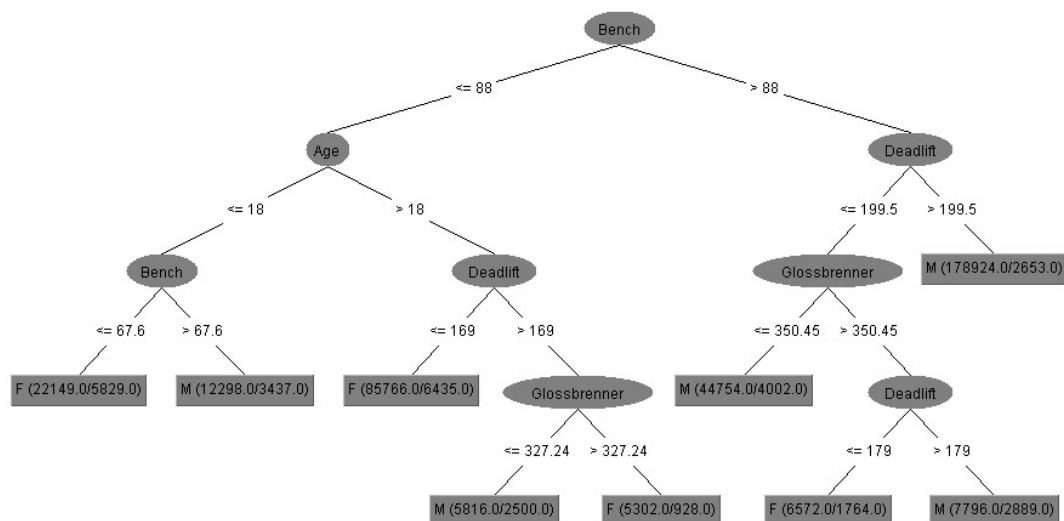 Bench
<= 88 > 88
Age Deadlift
<= 18 > 18 <= 199.5 > 199.5
Bench Deadlift Glossbrenner M (178924.0/2653.0)
<= 67.6 > 67.6 <= 169 > 169 <= 350.45 > 350.45
F (22149.0/5829.0) M (12298.0/3437.0) F (85766.0/6435.0) Glossbrenner M (44754.0/4002.0) Deadlift
<= 327.24 > 327.24 <= 179 > 179
M (5816.0/2500.0) F (5302.0/928.0) F (6572.0/1764.0) M (7796.0/2889.0)